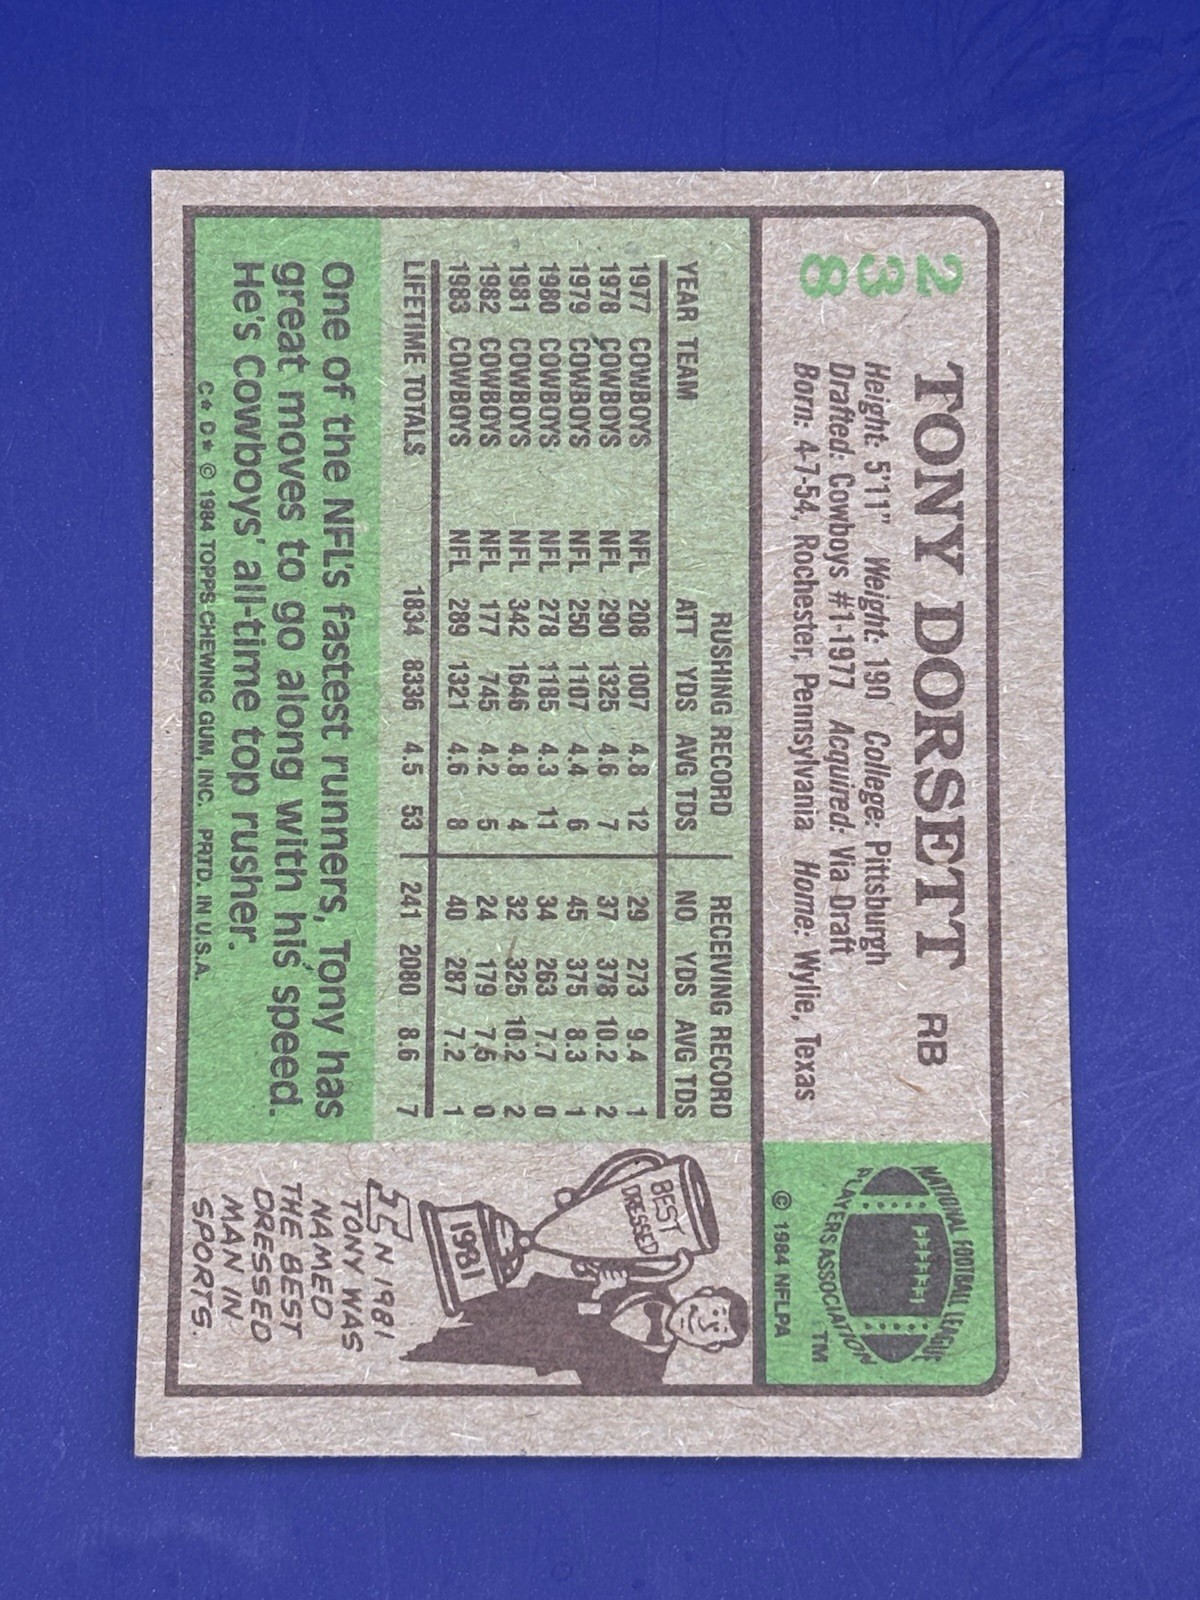 238
TONY DORSETT RB
Height: 5'11" Weight: 190 College: Pittsburgh
Drafted: Cowboys #1-1977 Acquired: Via Draft
Born: 4-7-54, Rochester, Pennsylvania Home: Wylie, Texas
NATIONAL FOOTBALL LEAGUE
PLAYERS ASSOCIATION TM
© 1984 NFLPA
RUSHING RECORD RECEIVING RECORD
YEAR TEAM ATT YDS AVG TDS NO YDS AVG TDS
1977 COWBOYS NFL 208 1007 4.8 12 29 273 9.4 1
1978 COWBOYS NFL 290 1325 4.6 7 37 378 10.2 2
1979 COWBOYS NFL 250 1107 4.4 6 45 375 8.3 1
1980 COWBOYS NFL 278 1185 4.3 11 34 263 7.7 0
1981 COWBOYS NFL 342 1646 4.8 4 32 325 10.2 2
1982 COWBOYS NFL 177 745 4.2 5 24 179 7.5 0
1983 COWBOYS NFL 289 1321 4.6 8 40 287 7.2 1
LIFETIME TOTALS 1834 8336 4.5 53 241 2080 8.6 7
One of the NFL's fastest runners, Tony has
great moves to go along with his speed.
He's Cowboys' all-time top rusher.
C* D* © 1984 TOPPS CHEWING GUM, INC. PRTD. IN U.S.A.
BEST
DRESSED
1981
IN 1981
TONY WAS
NAMED
THE BEST
DRESSED
MAN IN
SPORTS.